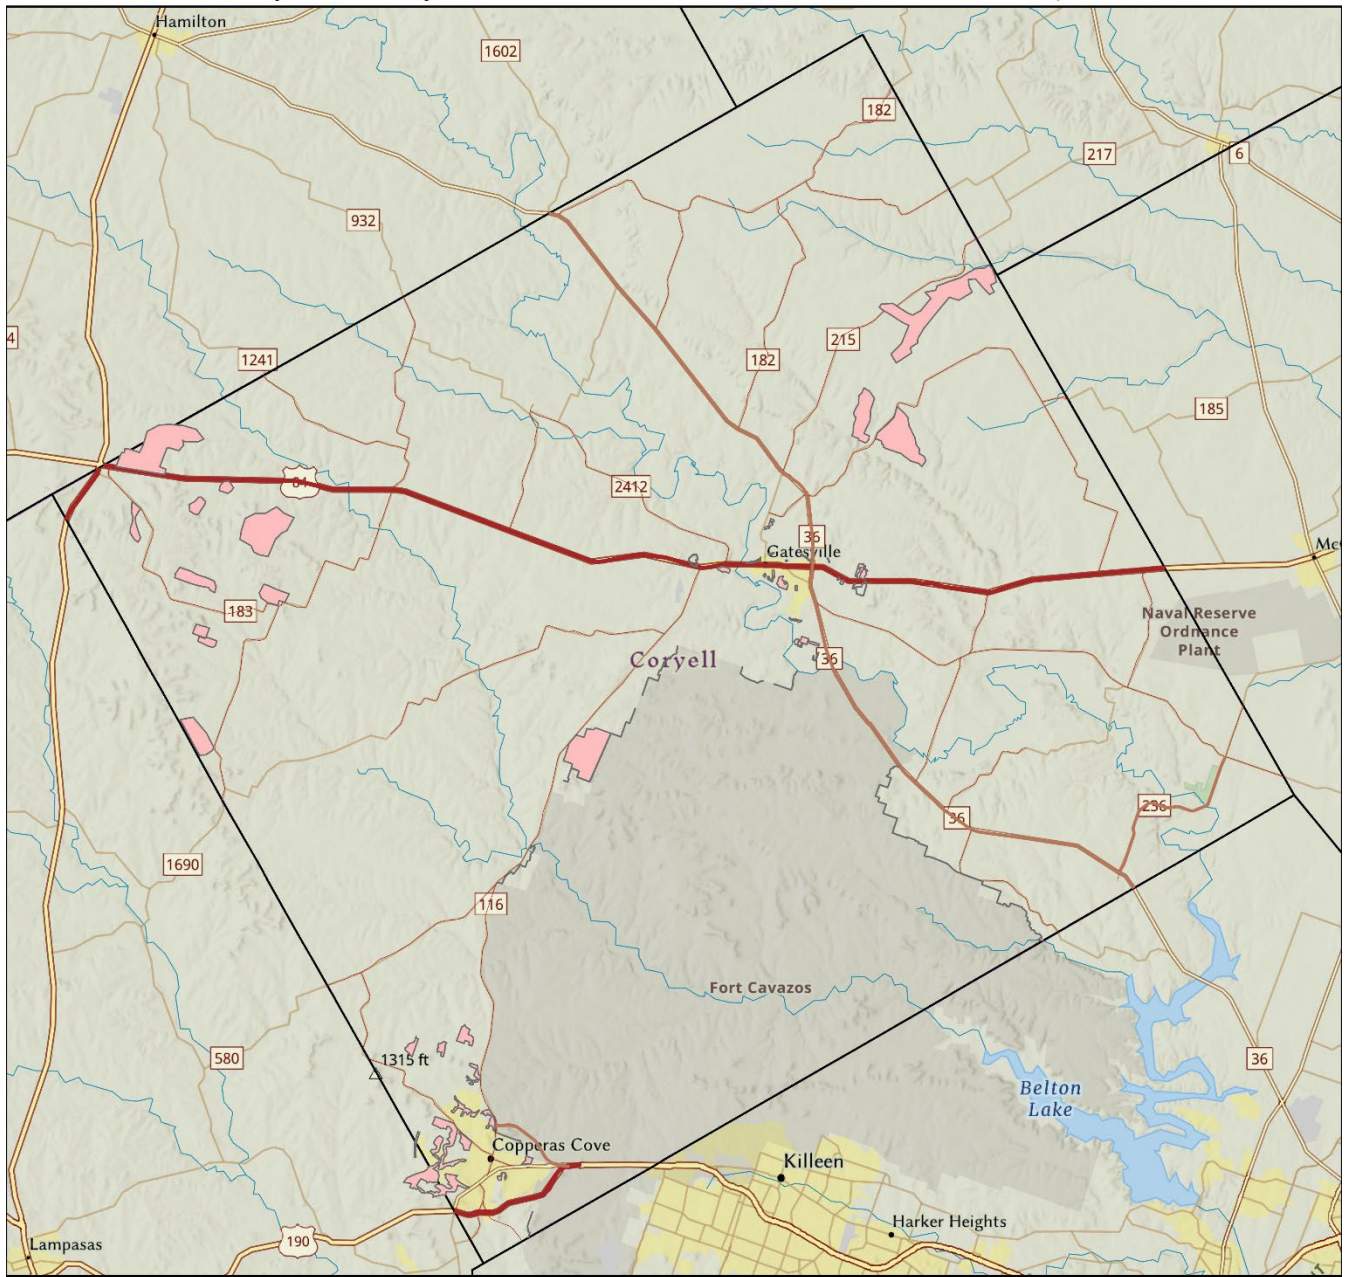 Hamilton
1602
182
217
6
932
4
1241
182
215
185
2412
36
Gatesville
Naval Reserve
Ordnance
Plant
183
Coryell
36
36
236
1690
116
Fort Cavazos
1315 ft
580
36
Belton
Lake
Copperas Cove
Killeen
Harker Heights
190
Lampasas